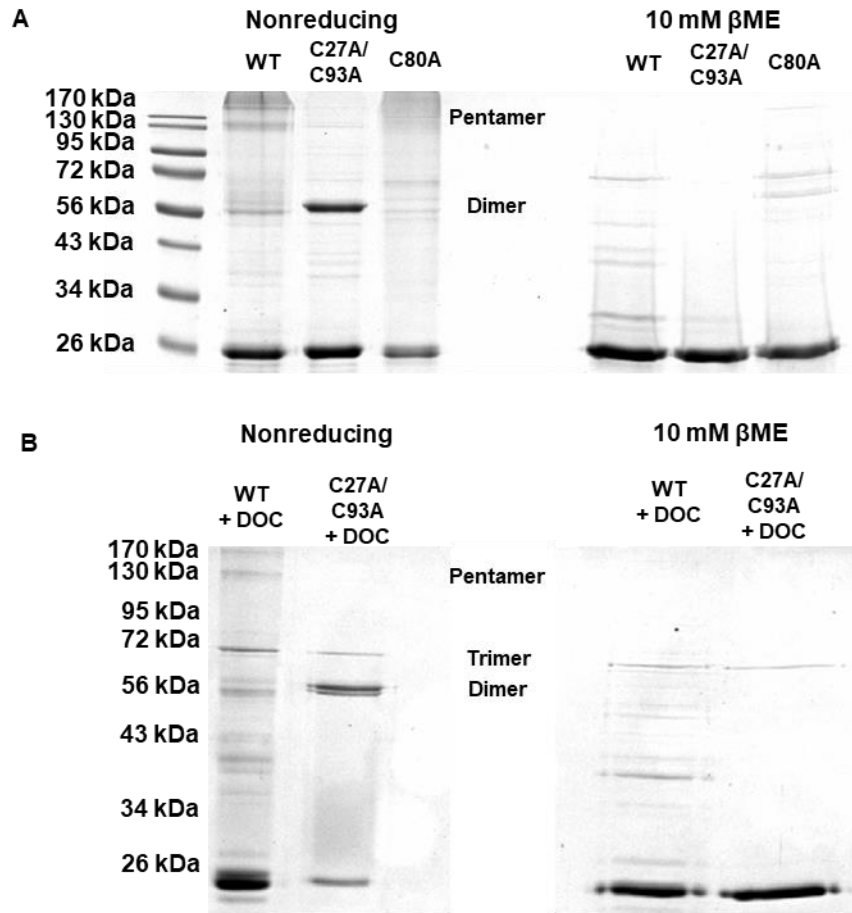 A
Nonreducing
10 mM βME
WT
C27A/
C93A
C80A
WT
C27A/
C93A
C80A
170 kDa
130 kDa
95 kDa
72 kDa
56 kDa
43 kDa
34 kDa
26 kDa
Pentamer
Dimer
B
Nonreducing
10 mM βME
WT
+ DOC
C27A/
C93A
+ DOC
WT
+ DOC
C27A/
C93A
+ DOC
170 kDa
130 kDa
95 kDa
72 kDa
56 kDa
43 kDa
34 kDa
26 kDa
Pentamer
Trimer
Dimer